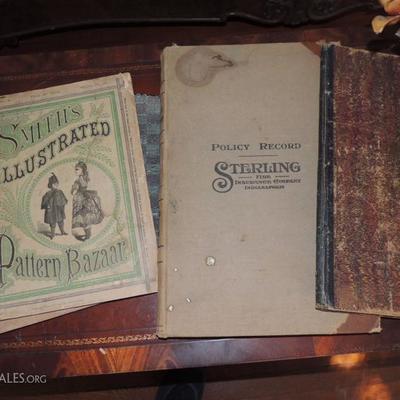 SMITH'S
ILLUSTRATED
Pattern Bazaar
POLICY RECORD
STERLING
FIRE
INSURANCE COMPANY
INDIANAPOLIS
ALES.ORG